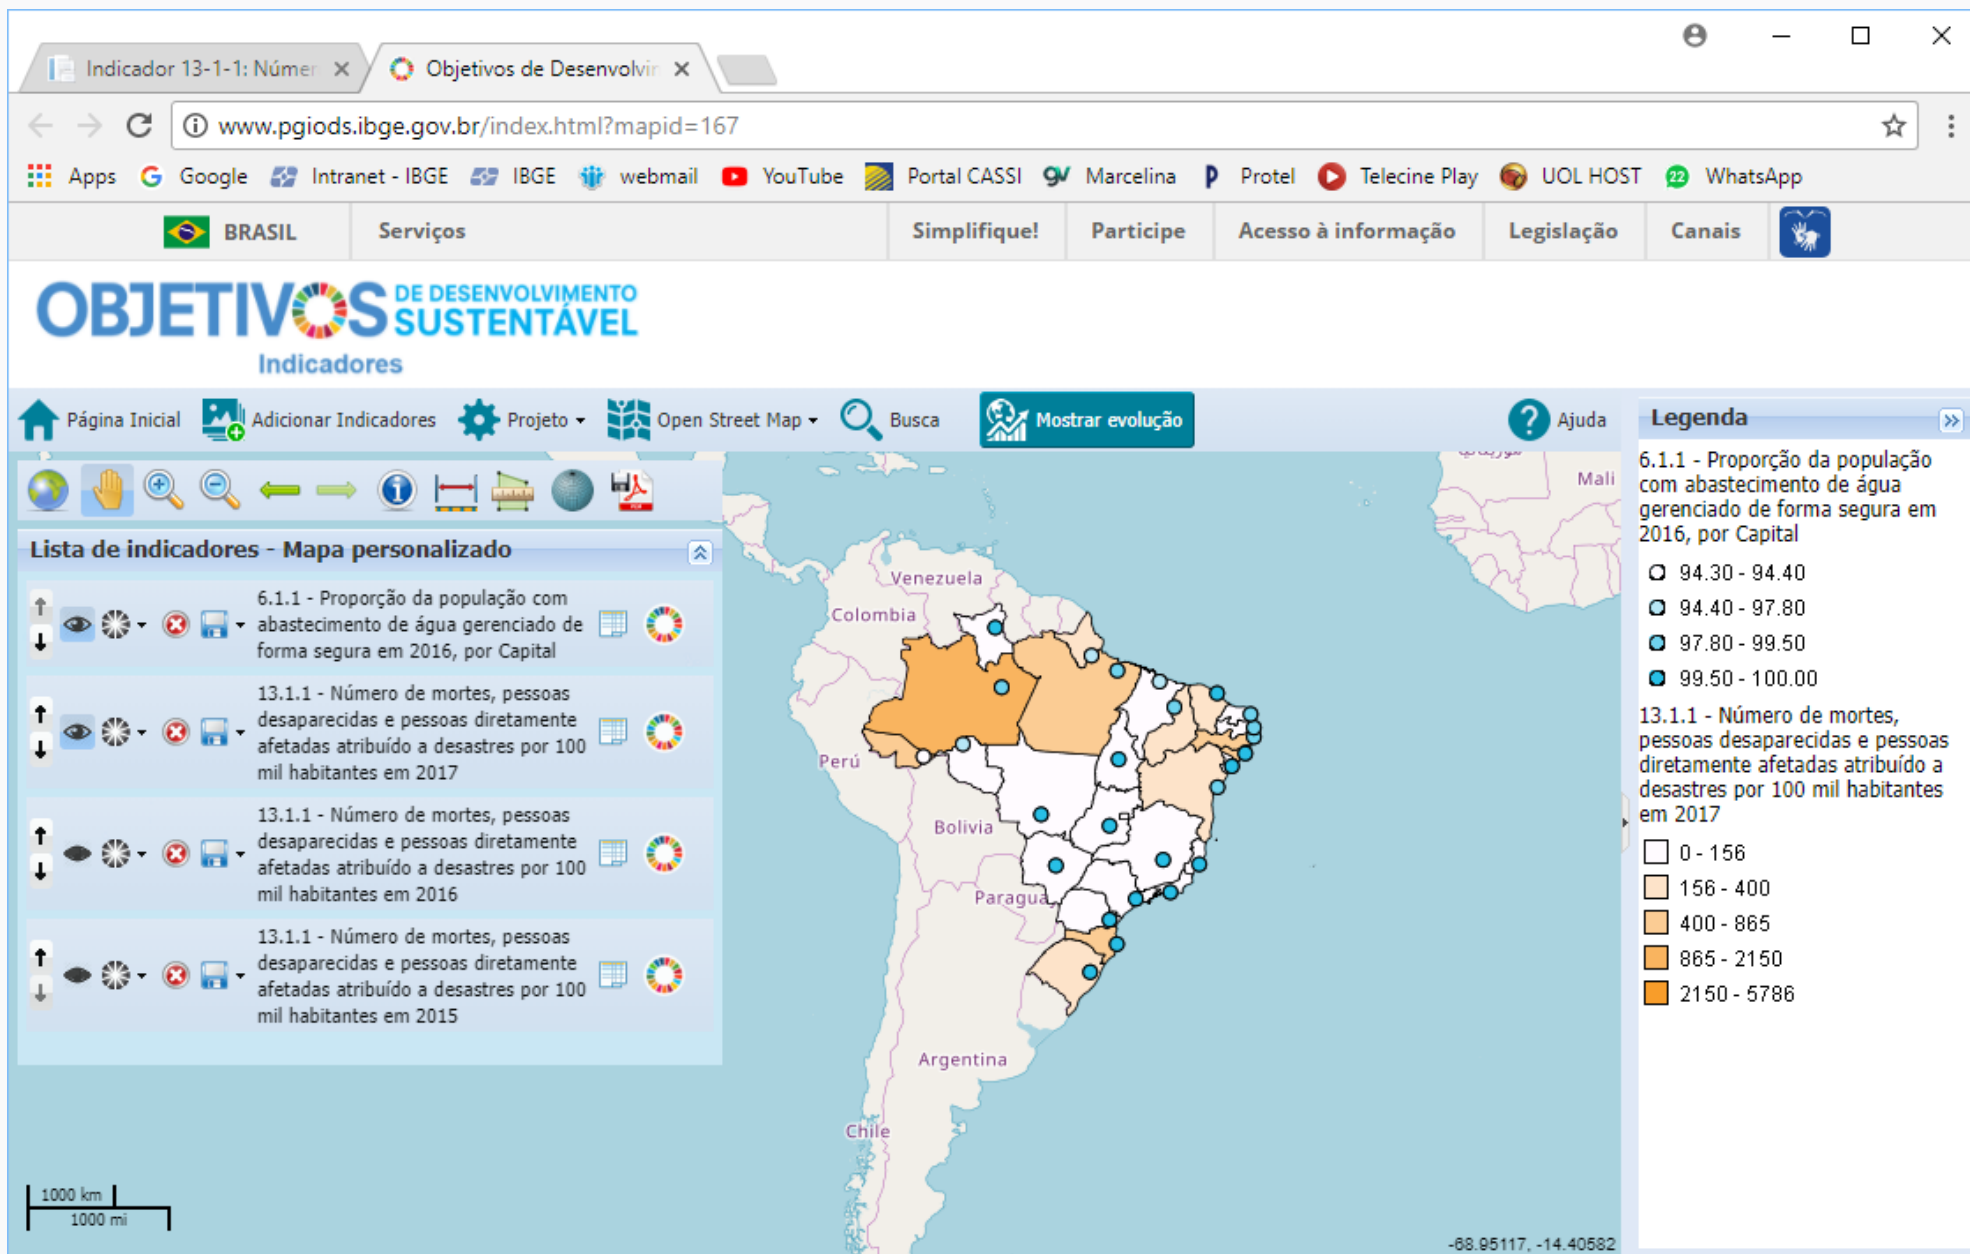 Indicador 13-1-1: Númer
Objetivos de Desenvolvin
www.pgiods.ibge.gov.br/index.html?mapid=167
Apps Google Intranet - IBGE IBGE webmail YouTube Portal CASSI Marcelina Protel Telecine Play UOL HOST 22 WhatsApp
BRASIL Serviços Simplifique! Participe Acesso à informação Legislação Canais
OBJETIVOS DE DESENVOLVIMENTO
SUSTENTÁVEL
Indicadores
Página Inicial Adicionar Indicadores Projeto Open Street Map Busca Mostrar evolução ? Ajuda
Lista de indicadores - Mapa personalizado
6.1.1 - Proporção da população com
abastecimento de água gerenciado de
forma segura em 2016, por Capital
13.1.1 - Número de mortes, pessoas
desaparecidas e pessoas diretamente
afetadas atribuído a desastres por 100
mil habitantes em 2017
13.1.1 - Número de mortes, pessoas
desaparecidas e pessoas diretamente
afetadas atribuído a desastres por 100
mil habitantes em 2016
13.1.1 - Número de mortes, pessoas
desaparecidas e pessoas diretamente
afetadas atribuído a desastres por 100
mil habitantes em 2015
Mali
Venezuela
Colombia
Perú
Bolivia
Paragua
Argentina
Chile
1000 km
1000 mi
-68.95117, -14.40582
Legenda
6.1.1 - Proporção da população
com abastecimento de água
gerenciado de forma segura em
2016, por Capital
94.30 - 94.40
94.40 - 97.80
97.80 - 99.50
99.50 - 100.00
13.1.1 - Número de mortes,
pessoas desaparecidas e pessoas
diretamente afetadas atribuído a
desastres por 100 mil habitantes
em 2017
0 - 156
156 - 400
400 - 865
865 - 2150
2150 - 5786